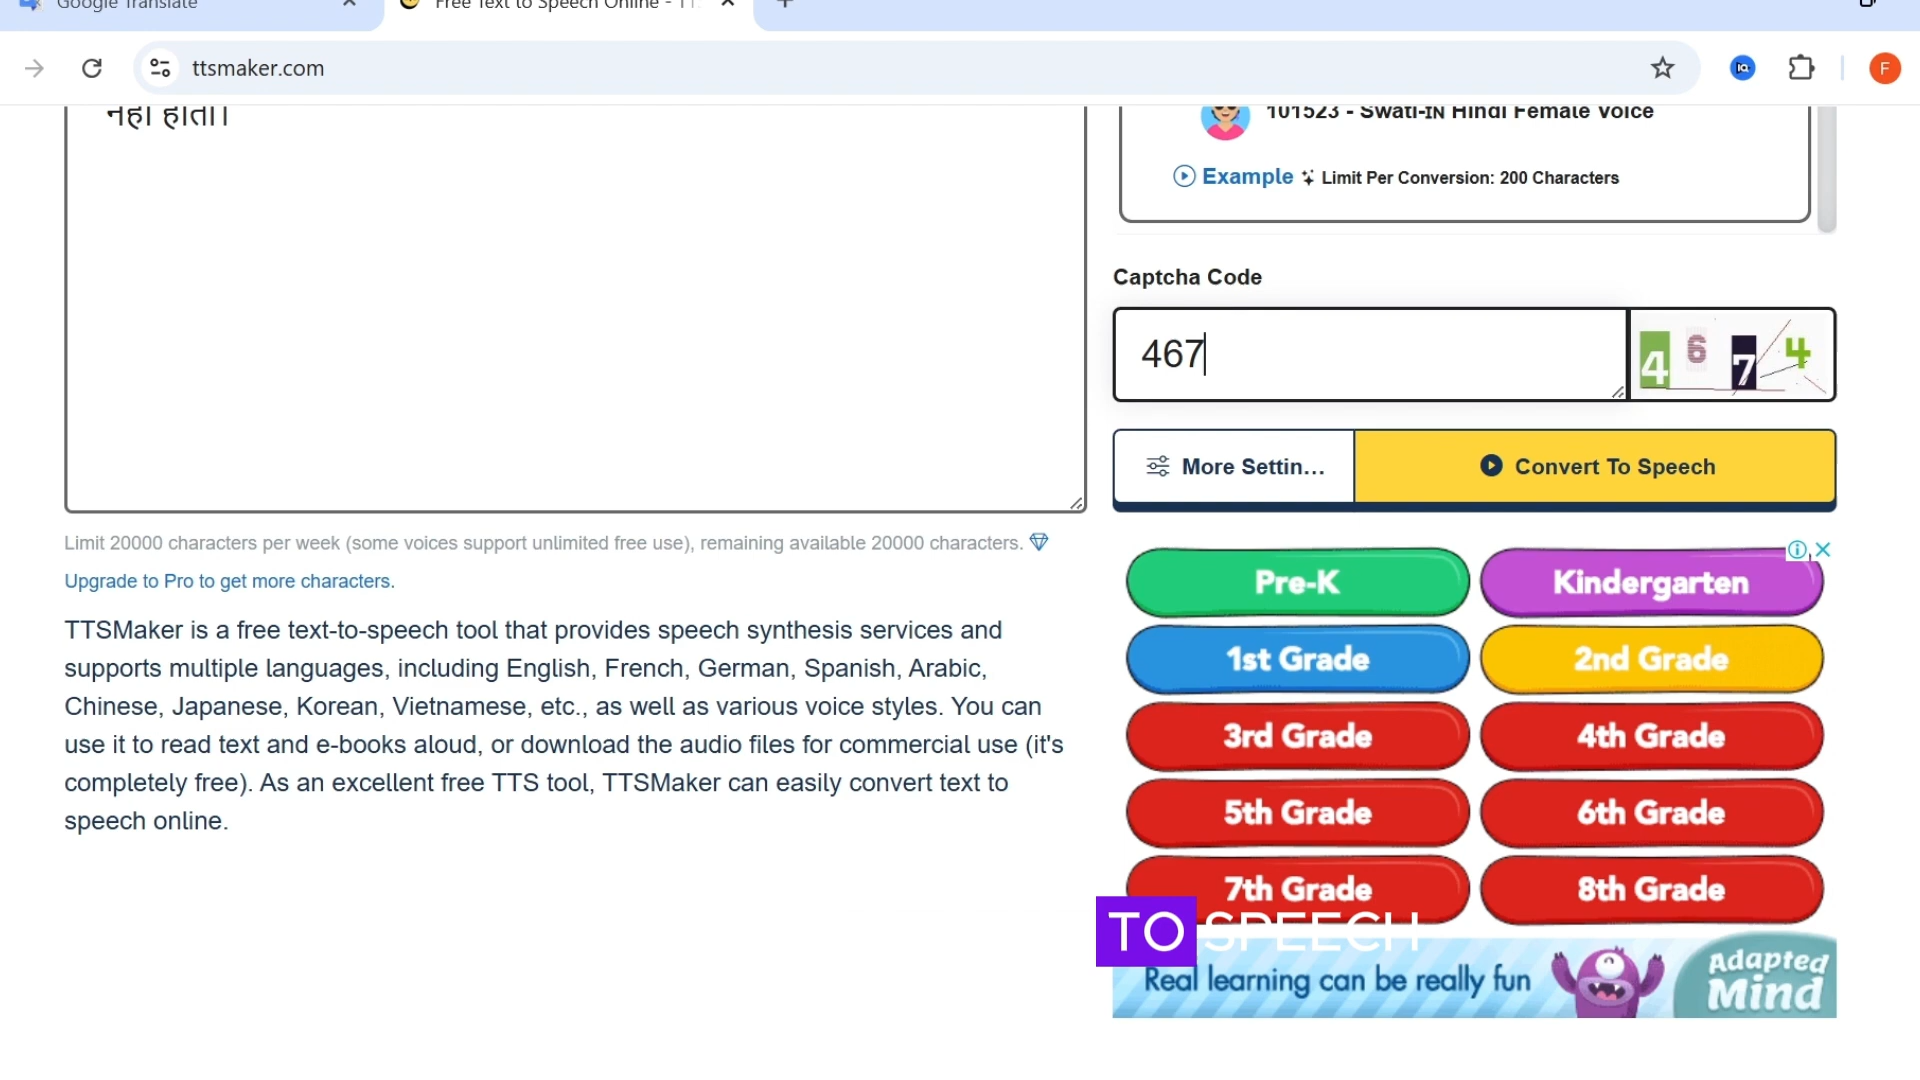 Google Translate
Free Text to Speech Online - TT
ttsmaker.com
F
नहीं होता।
101523 - Swati-IN Hindi Female Voice
Example Limit Per Conversion: 200 Characters
Captcha Code
467
4 6 7 4
More Settin...
Convert To Speech
Limit 20000 characters per week (some voices support unlimited free use), remaining available 20000 characters.
Upgrade to Pro to get more characters.
TTSMaker is a free text-to-speech tool that provides speech synthesis services and
supports multiple languages, including English, French, German, Spanish, Arabic,
Chinese, Japanese, Korean, Vietnamese, etc., as well as various voice styles. You can
use it to read text and e-books aloud, or download the audio files for commercial use (it's
completely free). As an excellent free TTS tool, TTSMaker can easily convert text to
speech online.
Pre-K
Kindergarten
1st Grade
2nd Grade
3rd Grade
4th Grade
5th Grade
6th Grade
7th Grade
8th Grade
TO SPEECH
Real learning can be really fun
Adapted
Mind